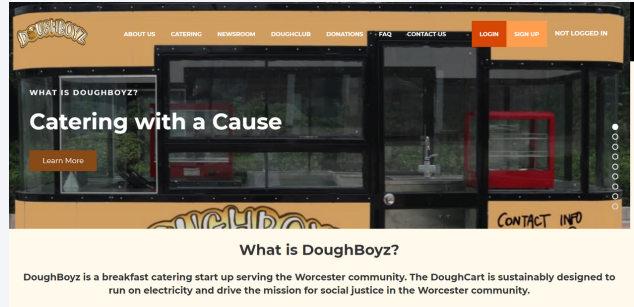 DOUGHBOYZ
ABOUT US CATERING NEWSROOM DOUGHCLUB DONATIONS FAQ CONTACT US LOGIN SIGN UP NOT LOGGED IN
WHAT IS DOUGHBOYZ?
Catering with a Cause
Learn More
DOUGHBOY
CONTACT INFO
What is DoughBoyz?
DoughBoyz is a breakfast catering start up serving the Worcester community. The DoughCart is sustainably designed to
run on electricity and drive the mission for social justice in the Worcester community.